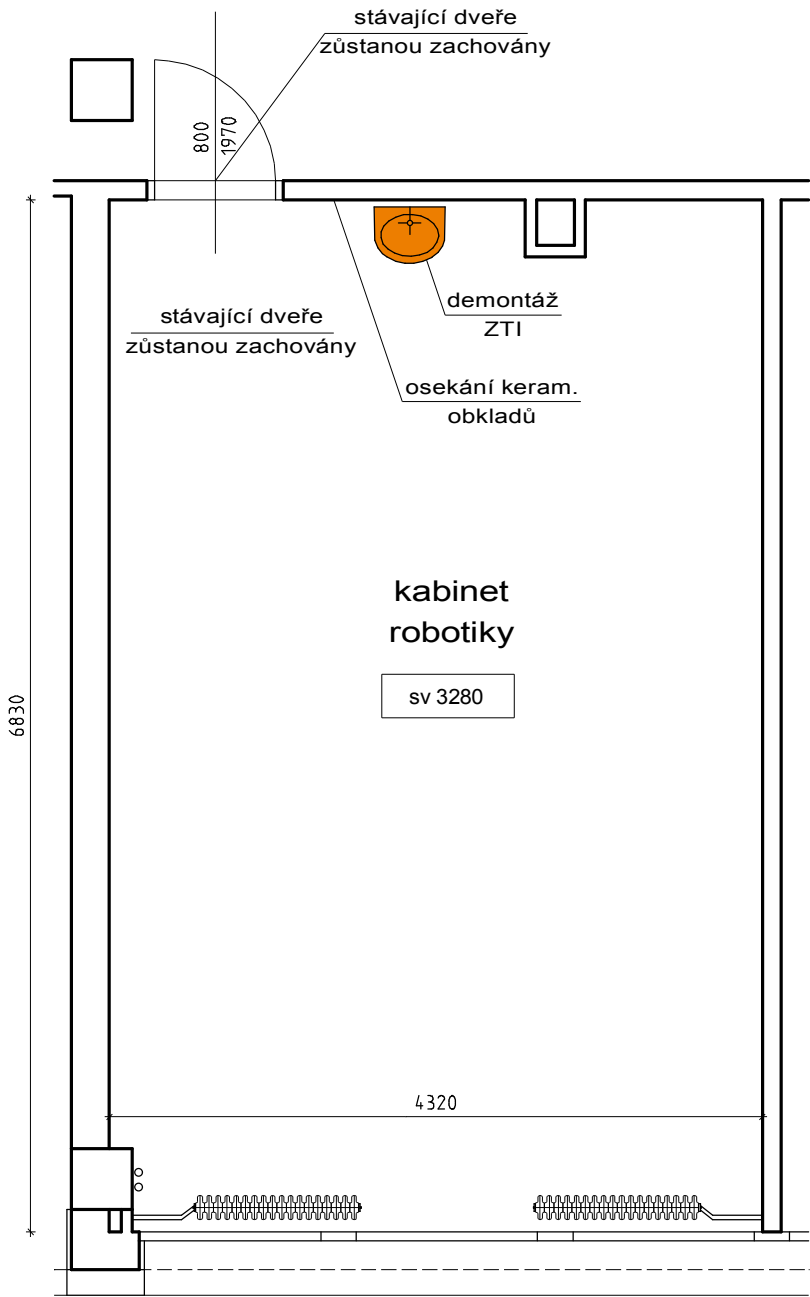 stávající dveře
zůstanou zachovány
800
1970
demontáž
ZTI
stávající dveře
zůstanou zachovány
osekání keram.
obkladů
kabinet
robotiky
sv 3280
6830
4320